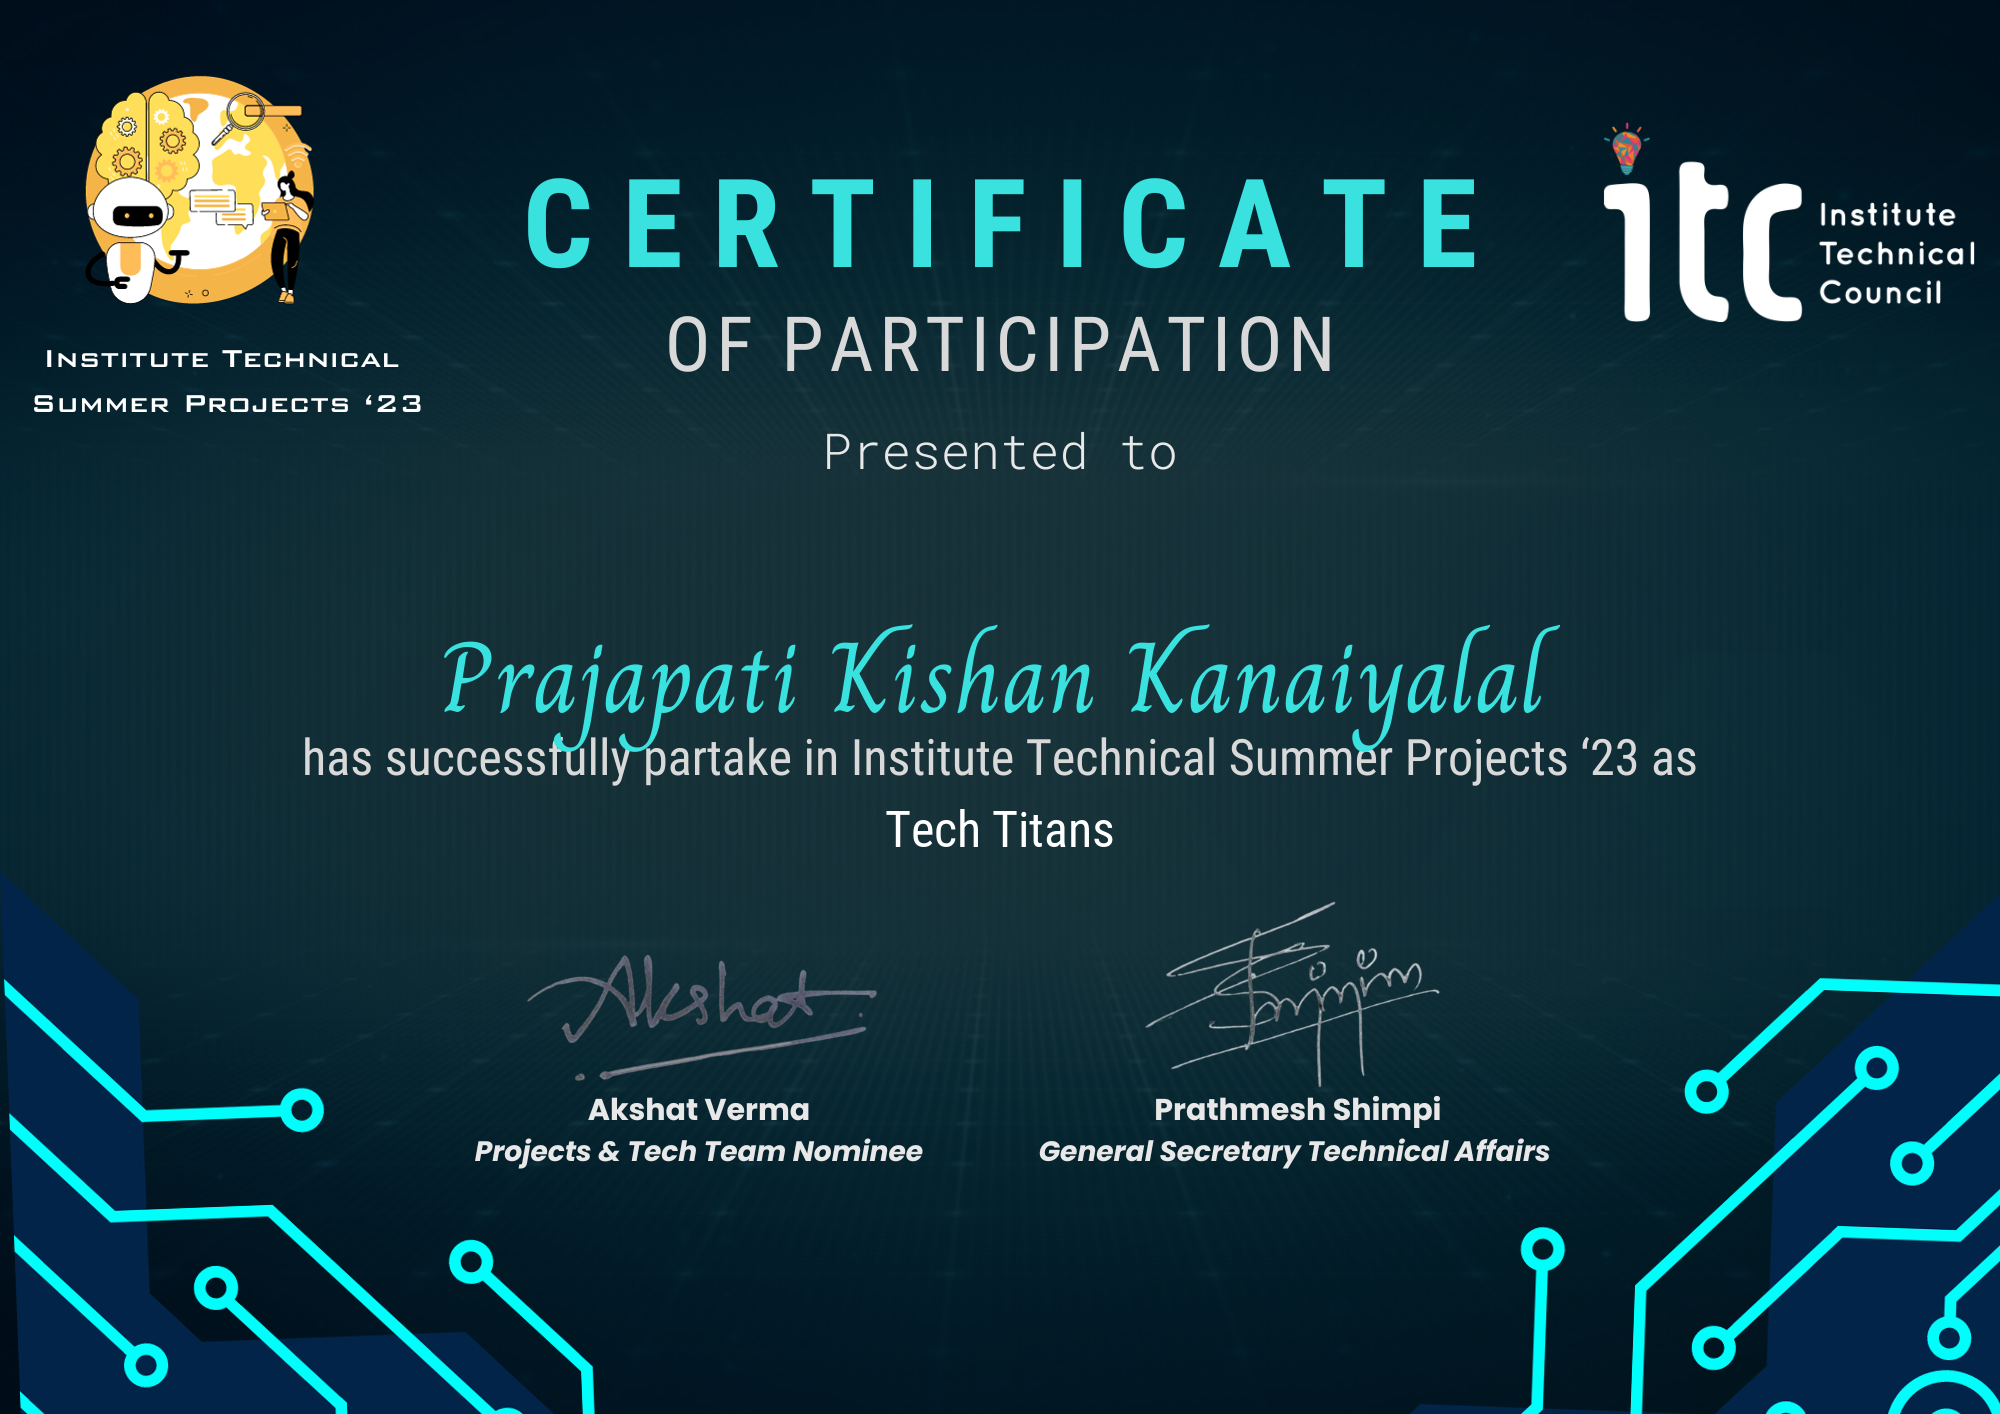 CERTIFICATE
OF PARTICIPATION
itc
Institute
Technical
Council
INSTITUTE TECHNICAL
SUMMER PROJECTS ‘23
Presented to
Prajapati Kishan Kanaiyalal
has successfully partake in Institute Technical Summer Projects ‘23 as
Tech Titans
Akshat
Shimpi
Akshat Verma
Projects & Tech Team Nominee
Prathmesh Shimpi
General Secretary Technical Affairs